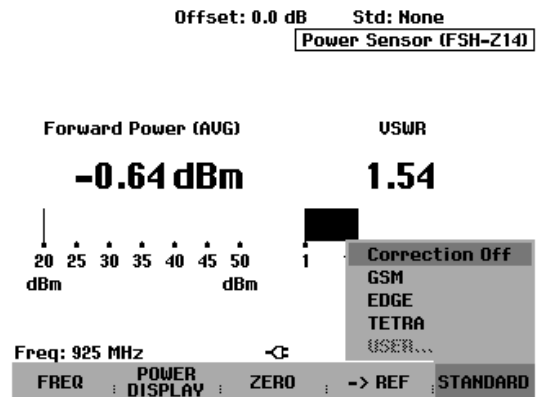 Offset: 0.0 dB Std: None
Power Sensor (FSH-Z14)
Forward Power (AVG) VSWR
-0.64 dBm 1.54
20 25 30 35 40 45 50 1
dBm dBm
Correction Off
GSM
EDGE
TETRA
USER...
Freq: 925 MHz
FREQ POWER DISPLAY ZERO -> REF STANDARD